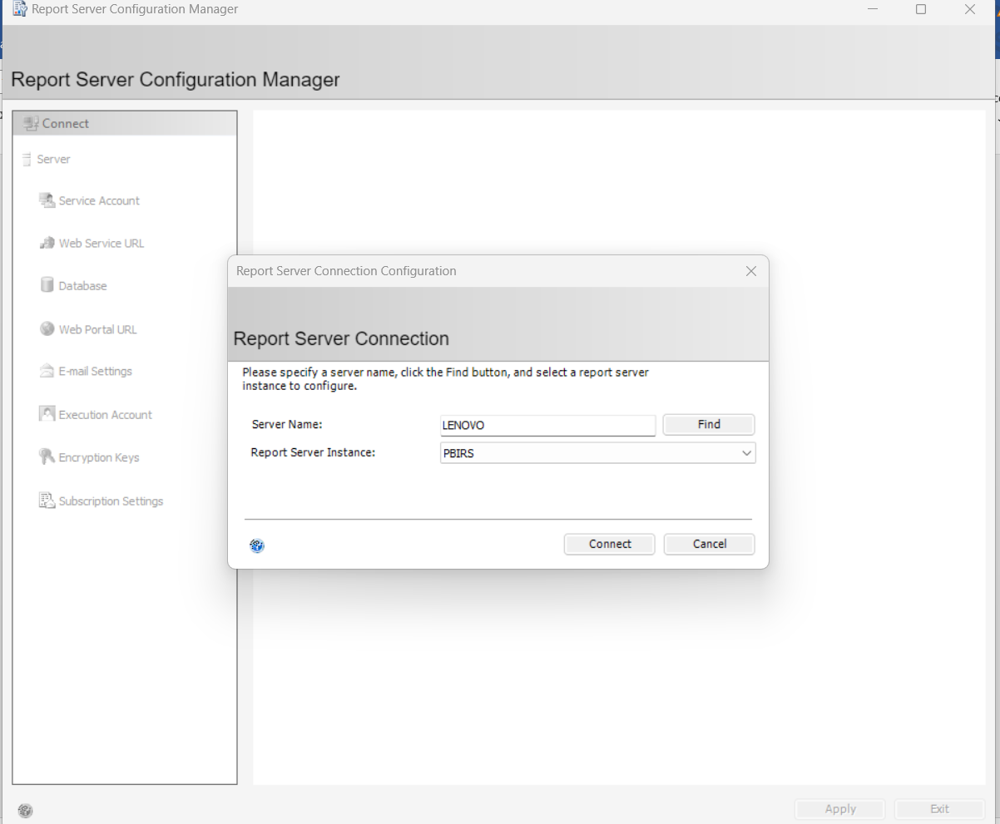 Report Server Configuration Manager
Report Server Configuration Manager
Connect
Server
Service Account
Web Service URL
Database
Web Portal URL
E-mail Settings
Execution Account
Encryption Keys
Subscription Settings
Report Server Connection Configuration
Report Server Connection
Please specify a server name, click the Find button, and select a report server
instance to configure.
Server Name:
LENOVO
Find
Report Server Instance:
PBIRS
Connect
Cancel
Apply
Exit